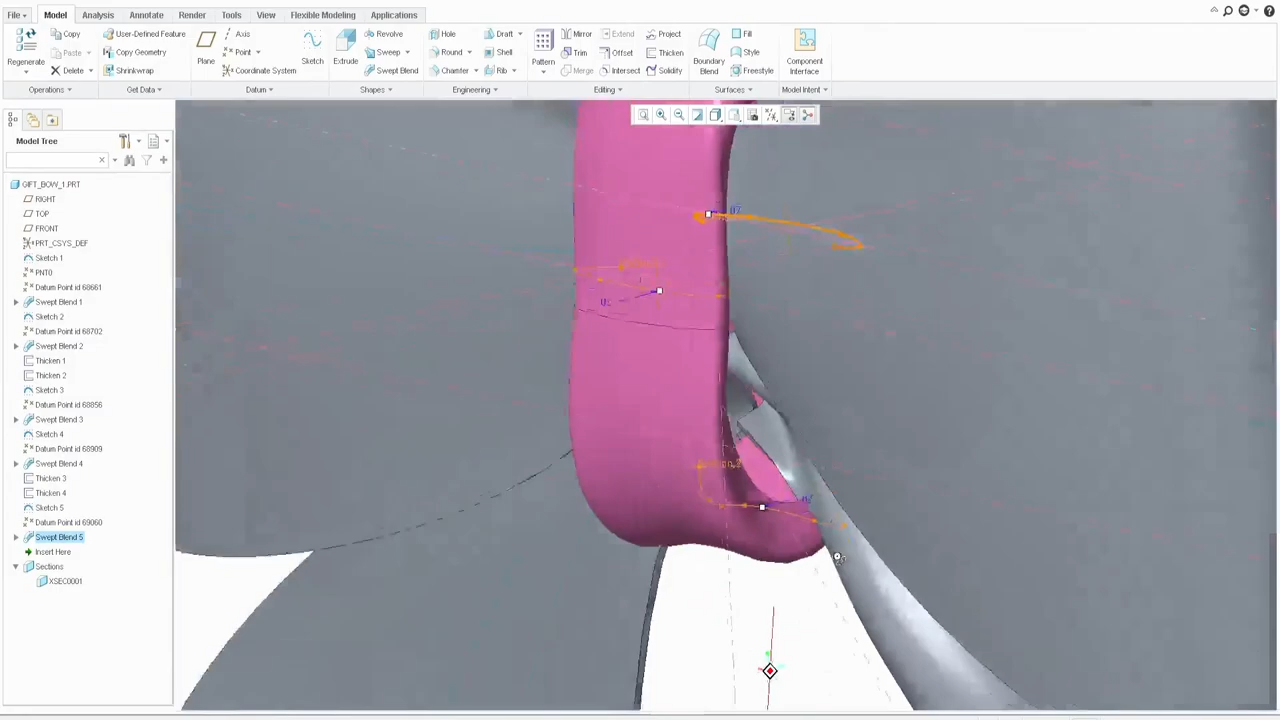 File Model Analysis Annotate Render Tools View Flexible Modeling Applications
Regenerate Copy Paste Delete User-Defined Feature Copy Geometry Shrinkwrap Plane Axis Point Coordinate System Sketch Extrude Revolve Sweep Swept Blend Hole Round Chamfer Draft Shell Rib Pattern Mirror Trim Merge Extend Offset Intersect Project Thicken Solidify Boundary Blend Fill Style Freestyle Component Interface
Operations Get Data Datum Shapes Engineering Editing Surfaces Model Intent
Model Tree
GIFT_BOW_1.PRT
RIGHT
TOP
FRONT
PRT_CSYS_DEF
Sketch 1
PNT0
Datum Point id 68661
Swept Blend 1
Sketch 2
Datum Point id 68702
Swept Blend 2
Thicken 1
Thicken 2
Sketch 3
Datum Point id 68856
Swept Blend 3
Sketch 4
Datum Point id 68909
Swept Blend 4
Thicken 3
Thicken 4
Sketch 5
Datum Point id 69060
Swept Blend 5
Insert Here
Sections
XSEC0001